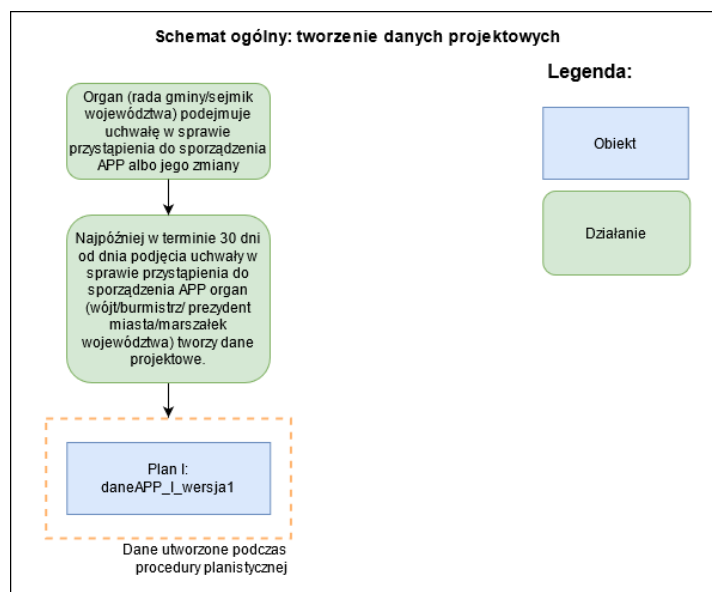 Schemat ogólny: tworzenie danych projektowych
Legenda:
Organ (rada gminy/sejmik
województwa) podejmuje
uchwałę w sprawie
przystąpienia do sporządzenia
APP albo jego zmiany
Obiekt
Działanie
Najpóźniej w terminie 30 dni
od dnia podjęcia uchwały w
sprawie przystąpienia do
sporządzenia APP organ
(wójt/burmistrz/ prezydent
miasta/marszałek
województwa) tworzy dane
projektowe.
Plan I:
daneAPP_I_wersja1
Dane utworzone podczas
procedury planistycznej